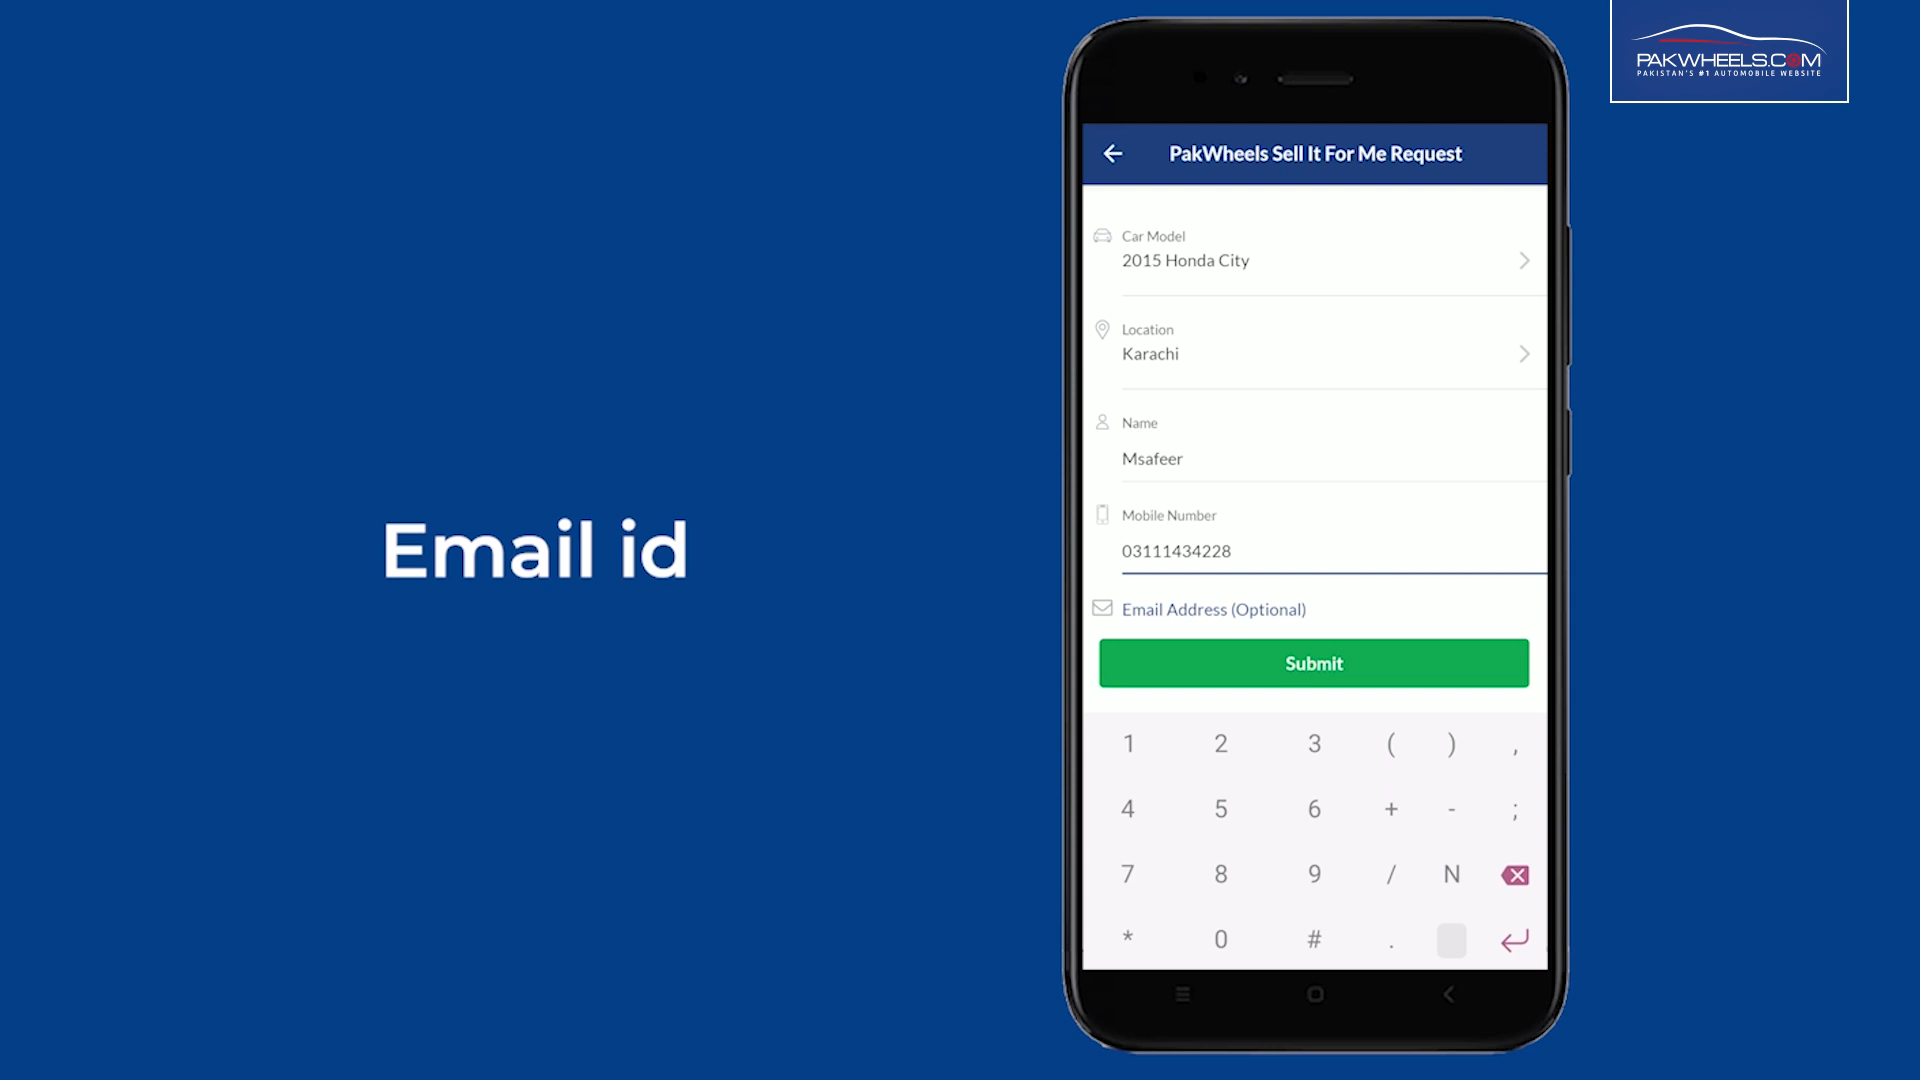 PAKWHEELS.COM
PAKISTAN'S #1 AUTOMOBILE WEBSITE
Email id
PakWheels Sell It For Me Request
Car Model
2015 Honda City
Location
Karachi
Name
Msafeer
Mobile Number
03111434228
Email Address (Optional)
Submit
1 2 3 ( ) ,
4 5 6 + - ;
7 8 9 / N
* 0 # .